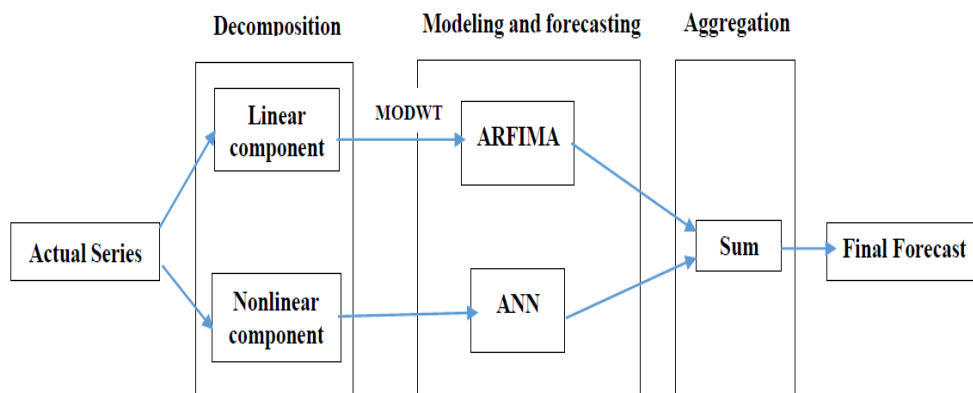 Decomposition
Modeling and forecasting
Aggregation
Linear
component
MODWT
ARFIMA
Actual Series
Sum
Final Forecast
Nonlinear
component
ANN